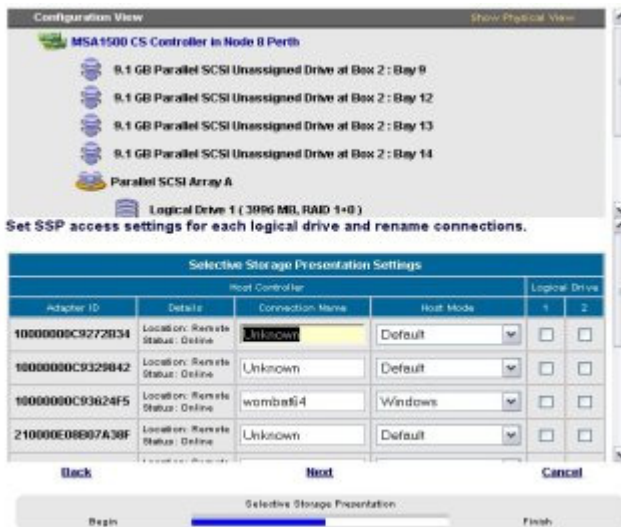 Configuration View Show Physical View
MSA1500 CS Controller in Node 8 Perth
9.1 GB Parallel SCSI Unassigned Drive at Box 2 : Bay 9
9.1 GB Parallel SCSI Unassigned Drive at Box 2 : Bay 12
9.1 GB Parallel SCSI Unassigned Drive at Box 2 : Bay 13
9.1 GB Parallel SCSI Unassigned Drive at Box 2 : Bay 14
Parallel SCSI Array A
Logical Drive 1 ( 3996 MB, RAID 1+0 )
Set SSP access settings for each logical drive and rename connections.
Selective Storage Presentation Settings
Host Controller Logical Drive
Adapter ID Details Connection Name Host Mode 1 2
10000000C9272B34 Location: Remote Status: Online Unknown Default
10000000C9329842 Location: Remote Status: Online Unknown Default
10000000C93624F5 Location: Remote Status: Online wombat64 Windows
210000E08B07A38F Location: Remote Status: Online Unknown Default
Back Next Cancel
Selective Storage Presentation
Begin Finish